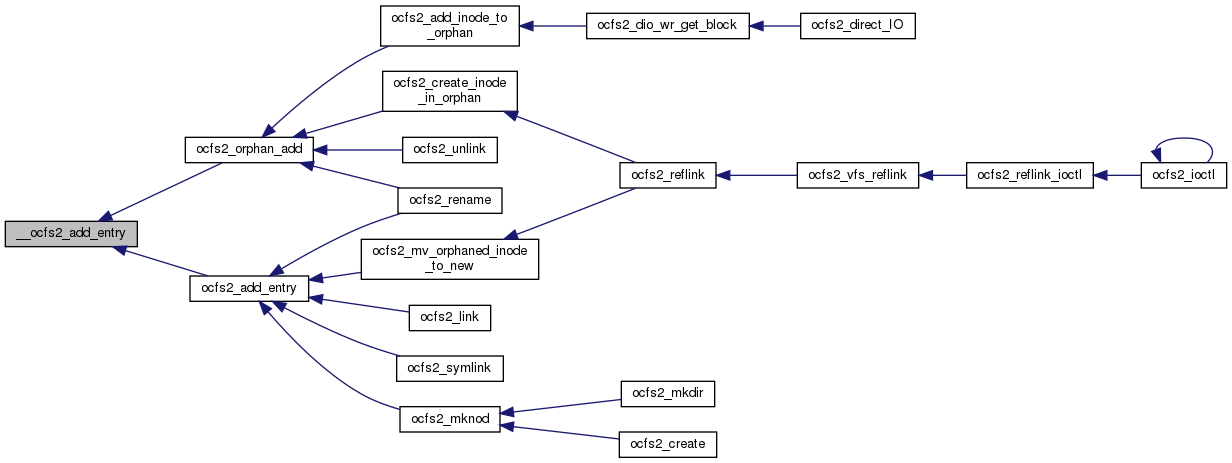 ocfs2_add_inode_to
_orphan
ocfs2_dio_wr_get_block
ocfs2_direct_IO
ocfs2_create_inode
_in_orphan
ocfs2_orphan_add
ocfs2_unlink
ocfs2_reflink
ocfs2_vfs_reflink
ocfs2_reflink_ioctl
ocfs2_ioctl
ocfs2_rename
__ocfs2_add_entry
ocfs2_mv_orphaned_inode
_to_new
ocfs2_add_entry
ocfs2_link
ocfs2_symlink
ocfs2_mkdir
ocfs2_mknod
ocfs2_create